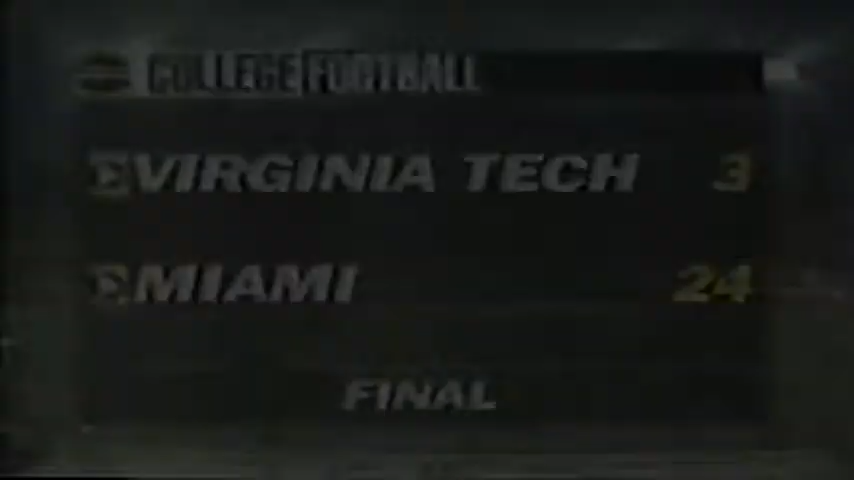 COLLEGE FOOTBALL
VIRGINIA TECH 3
MIAMI 24
FINAL